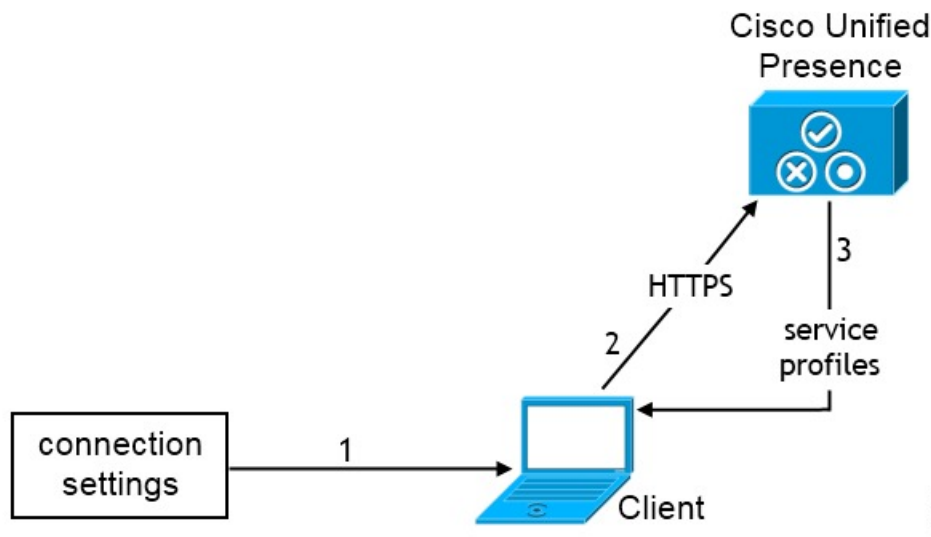 Cisco Unified
Presence
3
HTTPS
2
service
profiles
connection
settings
1
Client